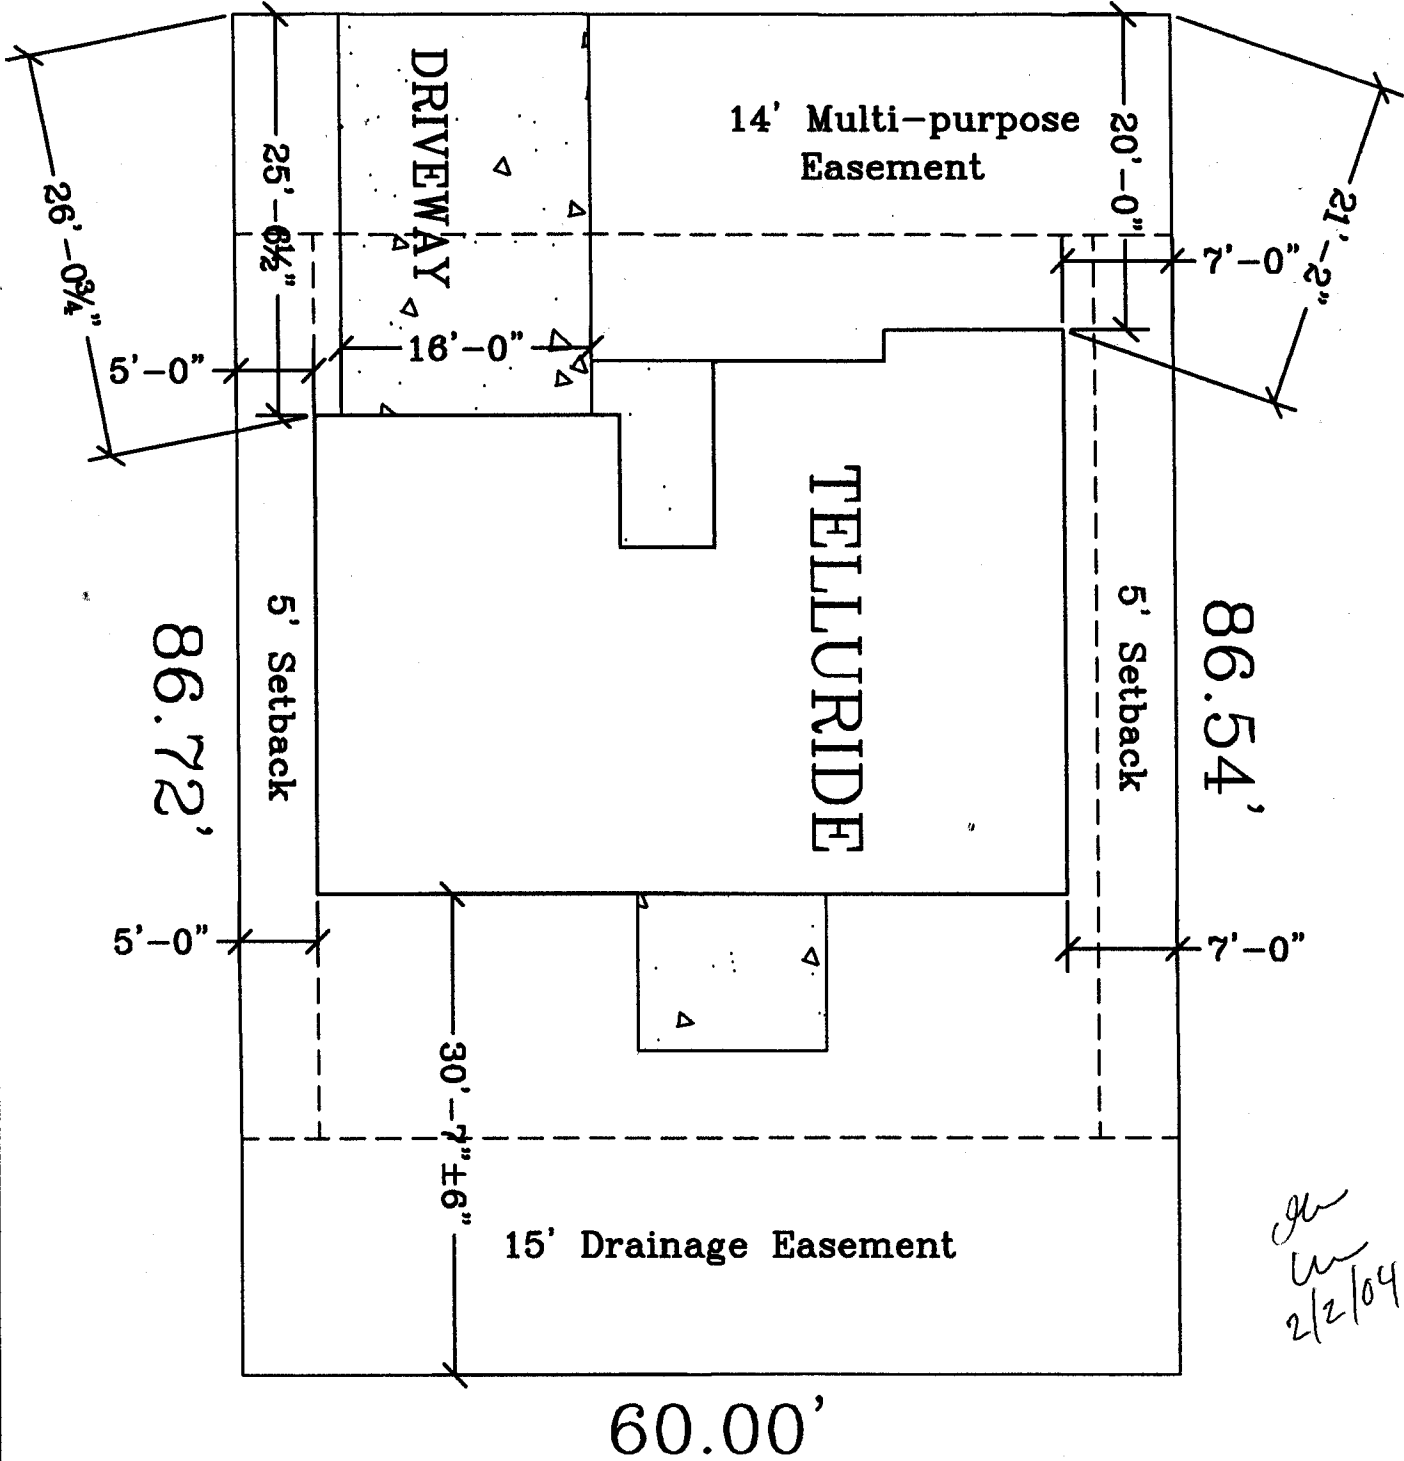 DRIVEWAY
14' Multi-purpose
Easement
20'-0"
21'-2"
25'-6½"
26'-0¾"
7'-0"
16'-0"
5'-0"
TELLURIDE
5' Setback
5' Setback
86.72'
86.54'
5'-0"
7'-0"
30'-7"±6"
15' Drainage Easement
2/2/04
60.00'